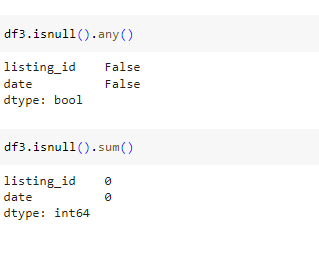 df3.isnull().any()
listing_id    False
date          False
dtype: bool
df3.isnull().sum()
listing_id    0
date          0
dtype: int64